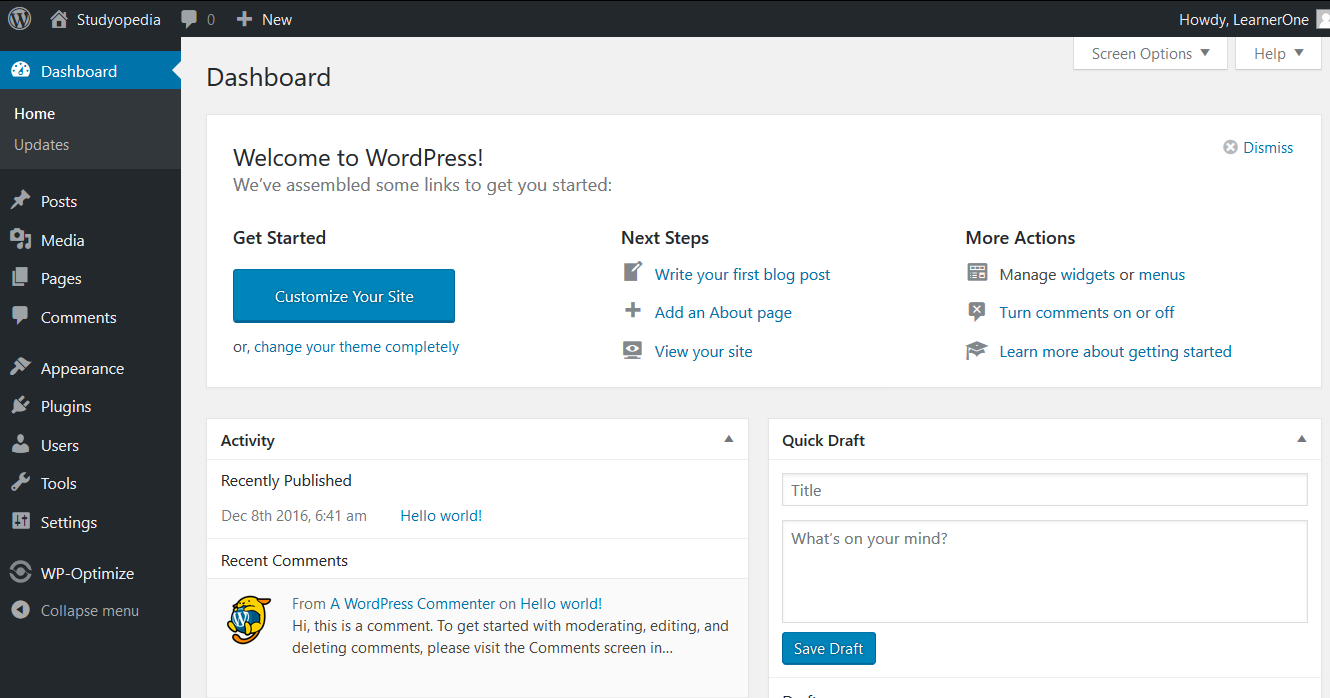 Studyopedia 0 New Howdy, LearnerOne
Dashboard
Home
Updates
Posts
Media
Pages
Comments
Appearance
Plugins
Users
Tools
Settings
WP-Optimize
Collapse menu
Screen Options Help
Dashboard
Welcome to WordPress!
Dismiss
We've assembled some links to get you started:
Get Started
Customize Your Site
or, change your theme completely
Next Steps
Write your first blog post
Add an About page
View your site
More Actions
Manage widgets or menus
Turn comments on or off
Learn more about getting started
Activity
Recently Published
Dec 8th 2016, 6:41 am Hello world!
Recent Comments
From A WordPress Commenter on Hello world!
Hi, this is a comment. To get started with moderating, editing, and
deleting comments, please visit the Comments screen in…
Quick Draft
Title
What's on your mind?
Save Draft